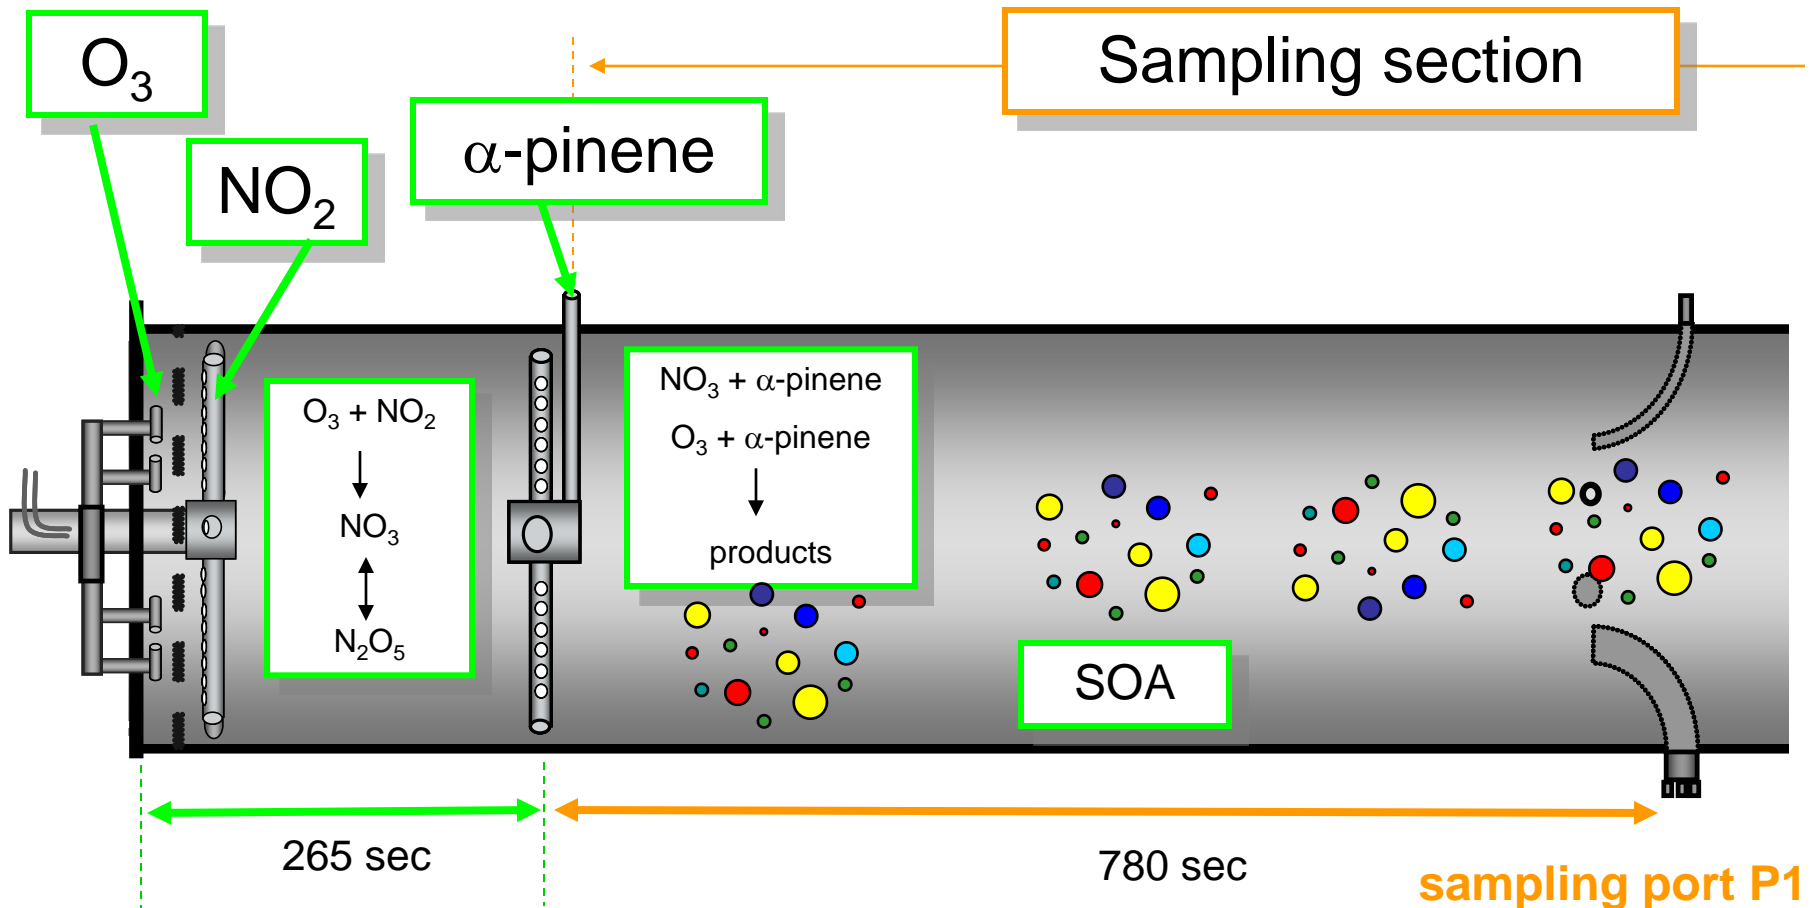 O₃
Sampling section
α-pinene
NO₂
NO₃ + α-pinene
O₃ + α-pinene
products
O₃ + NO₂
NO₃
N₂O₅
SOA
265 sec
780 sec
sampling port P1